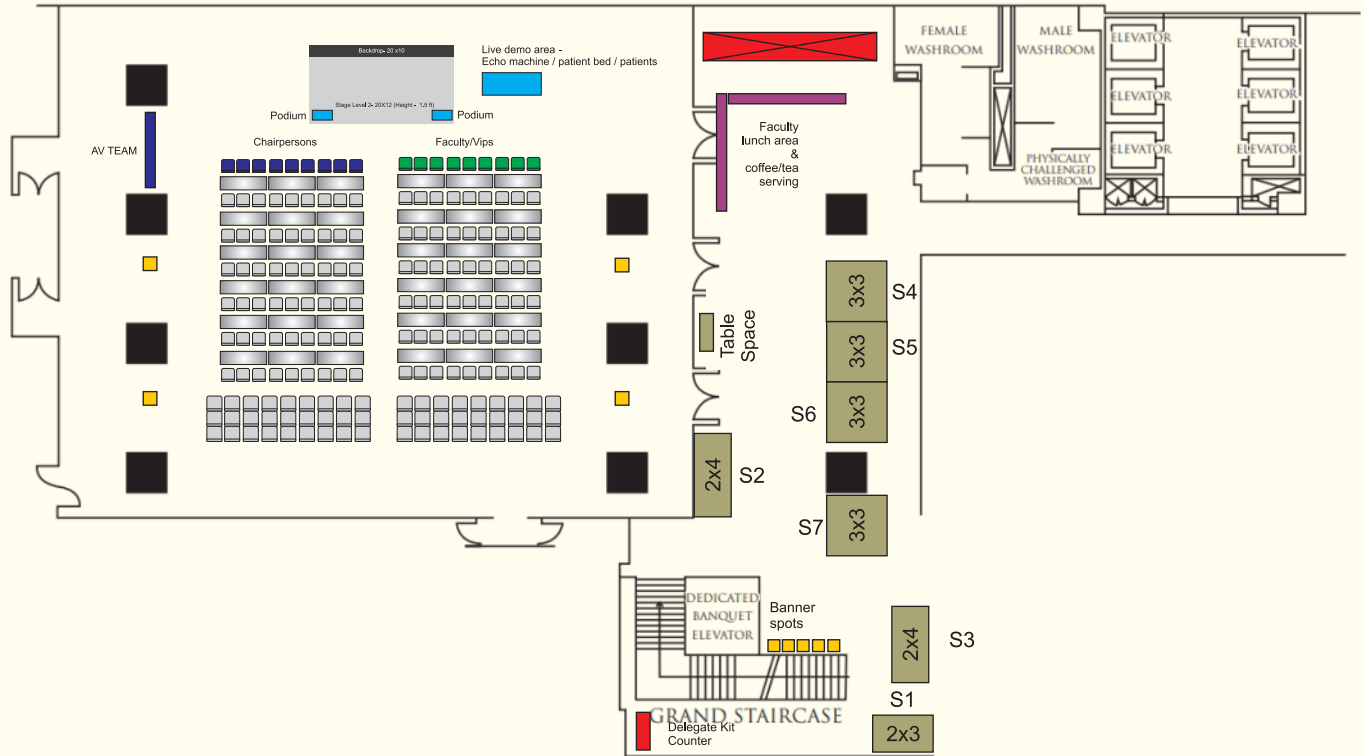 Backdrop- 20 x10
Stage Level 2- 20X12 (Height - 1.5 ft)
Podium
Podium
Live demo area -
Echo machine / patient bed / patients
AV TEAM
Chairpersons
Faculty/Vips
Faculty
lunch area
&
coffee/tea
serving
FEMALE
WASHROOM
MALE
WASHROOM
PHYSICALLY
CHALLENGED
WASHROOM
ELEVATOR
ELEVATOR
ELEVATOR
ELEVATOR
ELEVATOR
ELEVATOR
3x3
S4
3x3
S5
3x3
S6
Table
Space
2x4
S2
3x3
S7
DEDICATED
BANQUET
ELEVATOR
Banner
spots
2x4
S3
GRAND STAIRCASE
Delegate Kit
Counter
S1
2x3